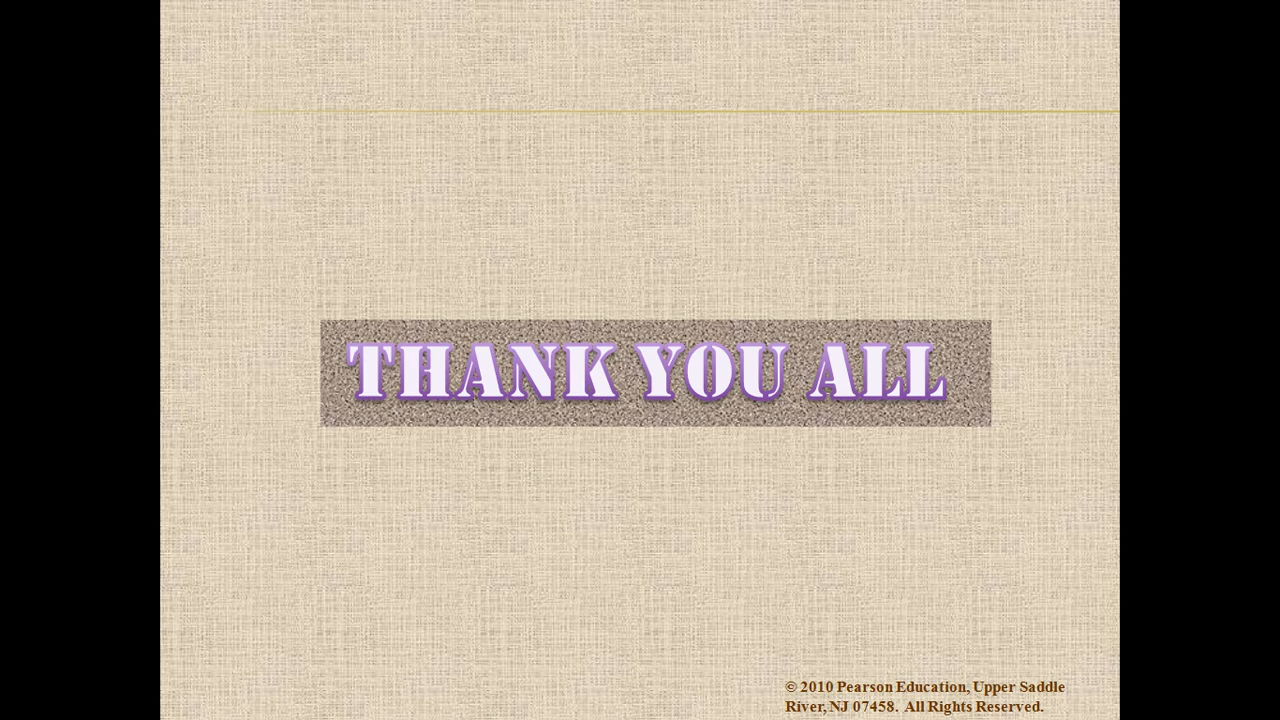 THANK YOU ALL
© 2010 Pearson Education, Upper Saddle
River, NJ 07458. All Rights Reserved.